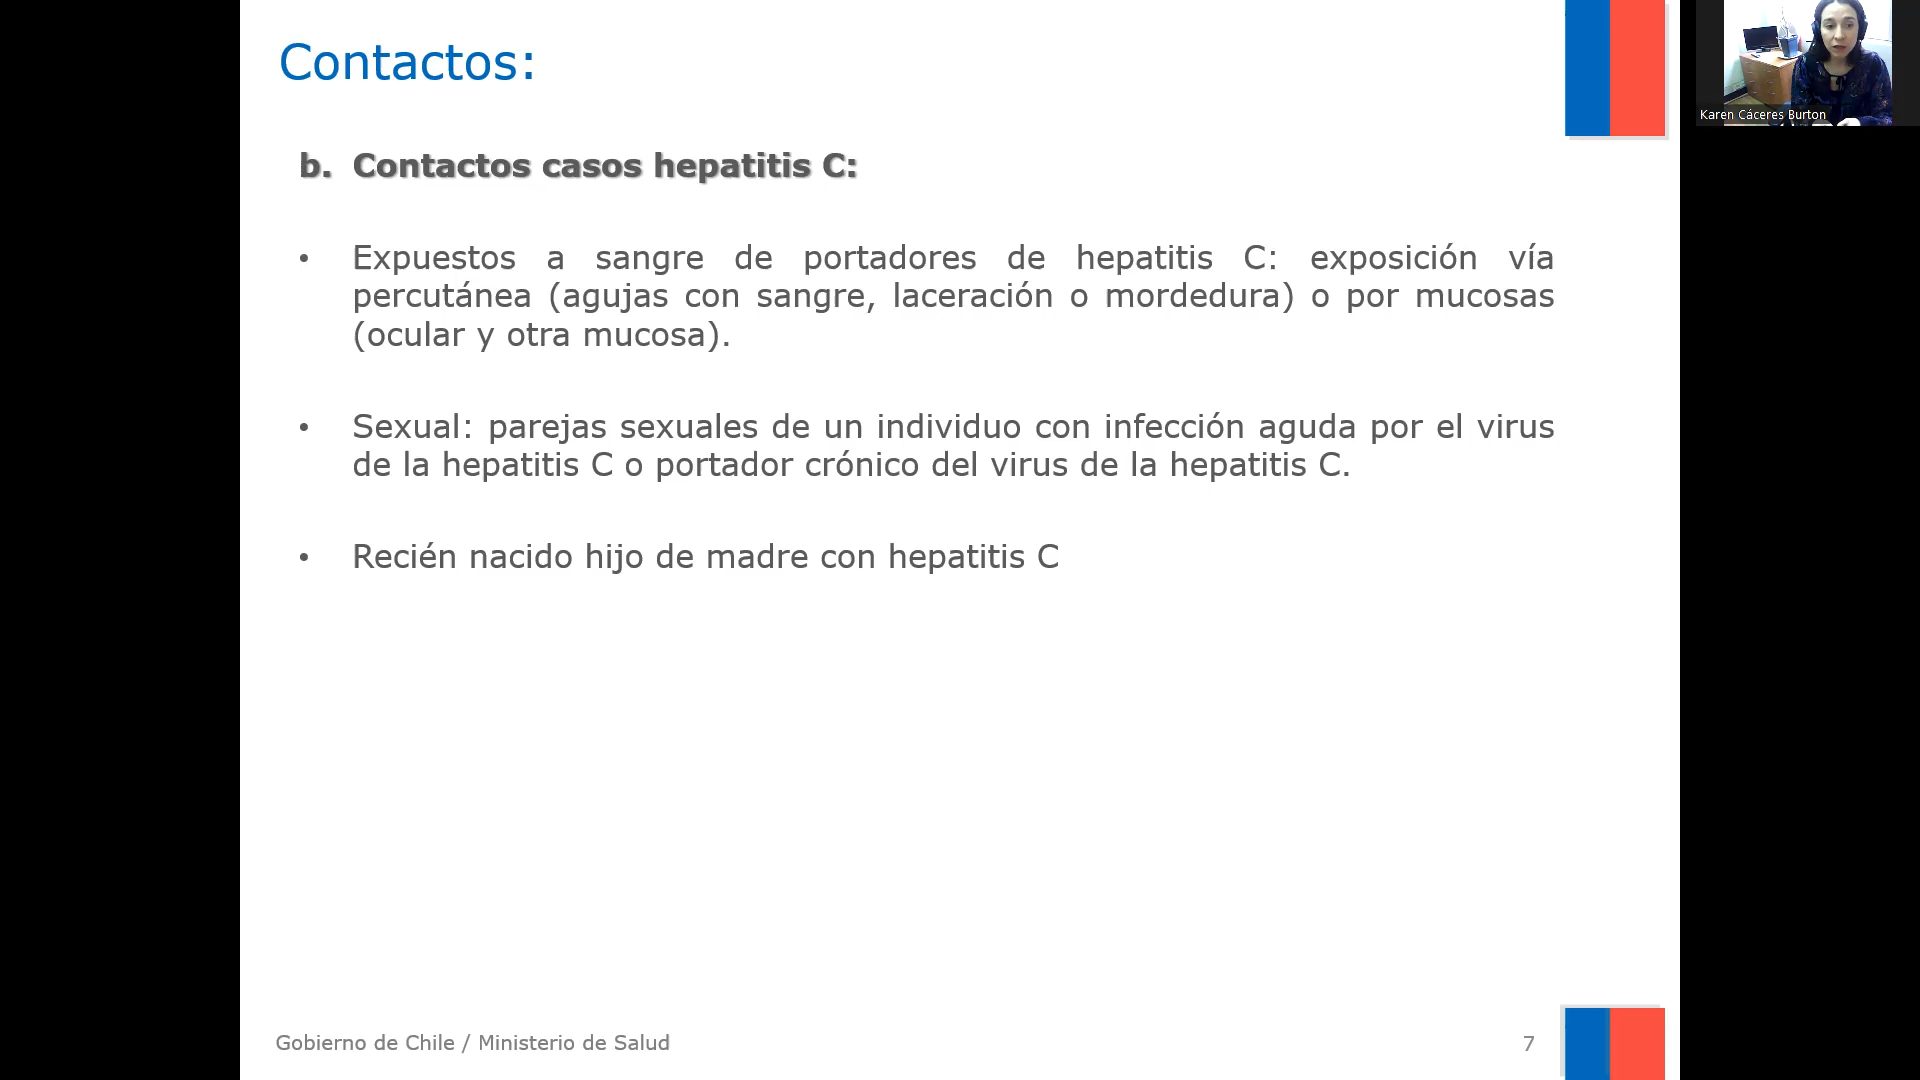 Contactos:
Karen Cáceres Burton
b. Contactos casos hepatitis C:
• Expuestos a sangre de portadores de hepatitis C: exposición vía
percutánea (agujas con sangre, laceración o mordedura) o por mucosas
(ocular y otra mucosa).
• Sexual: parejas sexuales de un individuo con infección aguda por el virus
de la hepatitis C o portador crónico del virus de la hepatitis C.
• Recién nacido hijo de madre con hepatitis C
Gobierno de Chile / Ministerio de Salud
7